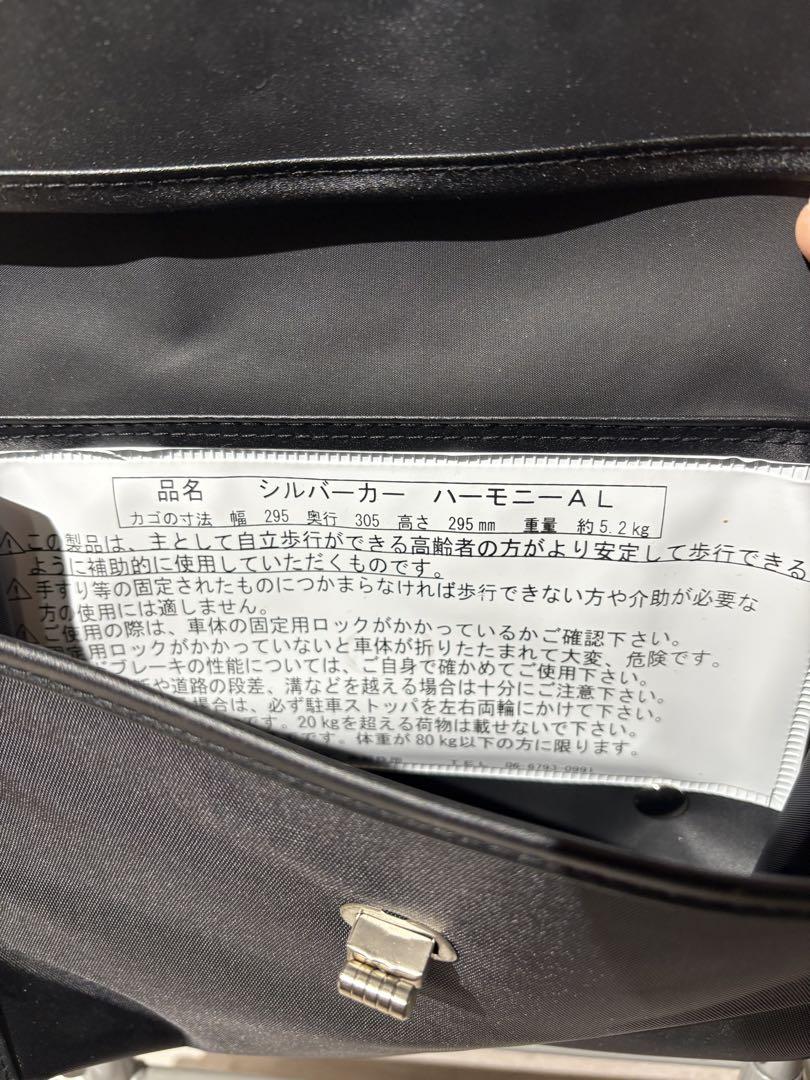 品名 シルバーカー ハーモニーAL
カゴの寸法 幅 295 奥行 305 高さ 295mm 重量 約5.2kg
この製品は、主として自立歩行ができる高齢者の方がより安定して歩行できる
ように補助的に使用していただくものです。
手すり等の固定されたものにつかまらなければ歩行できない方や介助が必要な
方の使用には適しません。
ご使用の際は、車体の固定用ロックがかかっているかご確認下さい。
固定用ロックがかかっていないと車体が折りたたまれて大変、危険です。
ブレーキの性能については、ご自身で確かめてご使用下さい。
や道路の段差、溝などを越える場合は十分にご注意下さい。
場合は、必ず駐車ストッパを左右両輪にかけて下さい。
です。20kgを超える荷物は載せないで下さい。
です。体重が80kg以下の方に限ります。
TEL 06-6793-0991